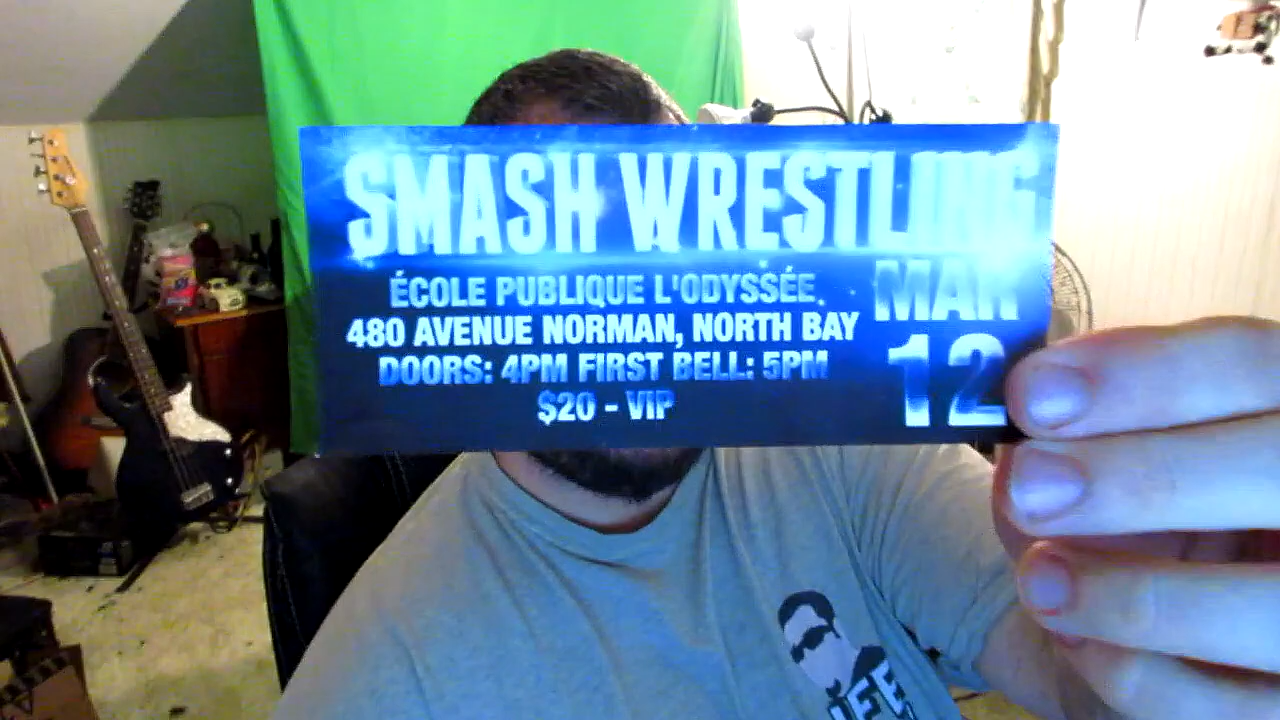 SMASH WRESTLING
ÉCOLE PUBLIQUE L'ODYSSÉE,
480 AVENUE NORMAN, NORTH BAY
DOORS: 4PM FIRST BELL: 5PM
$20 - VIP
MAR
12